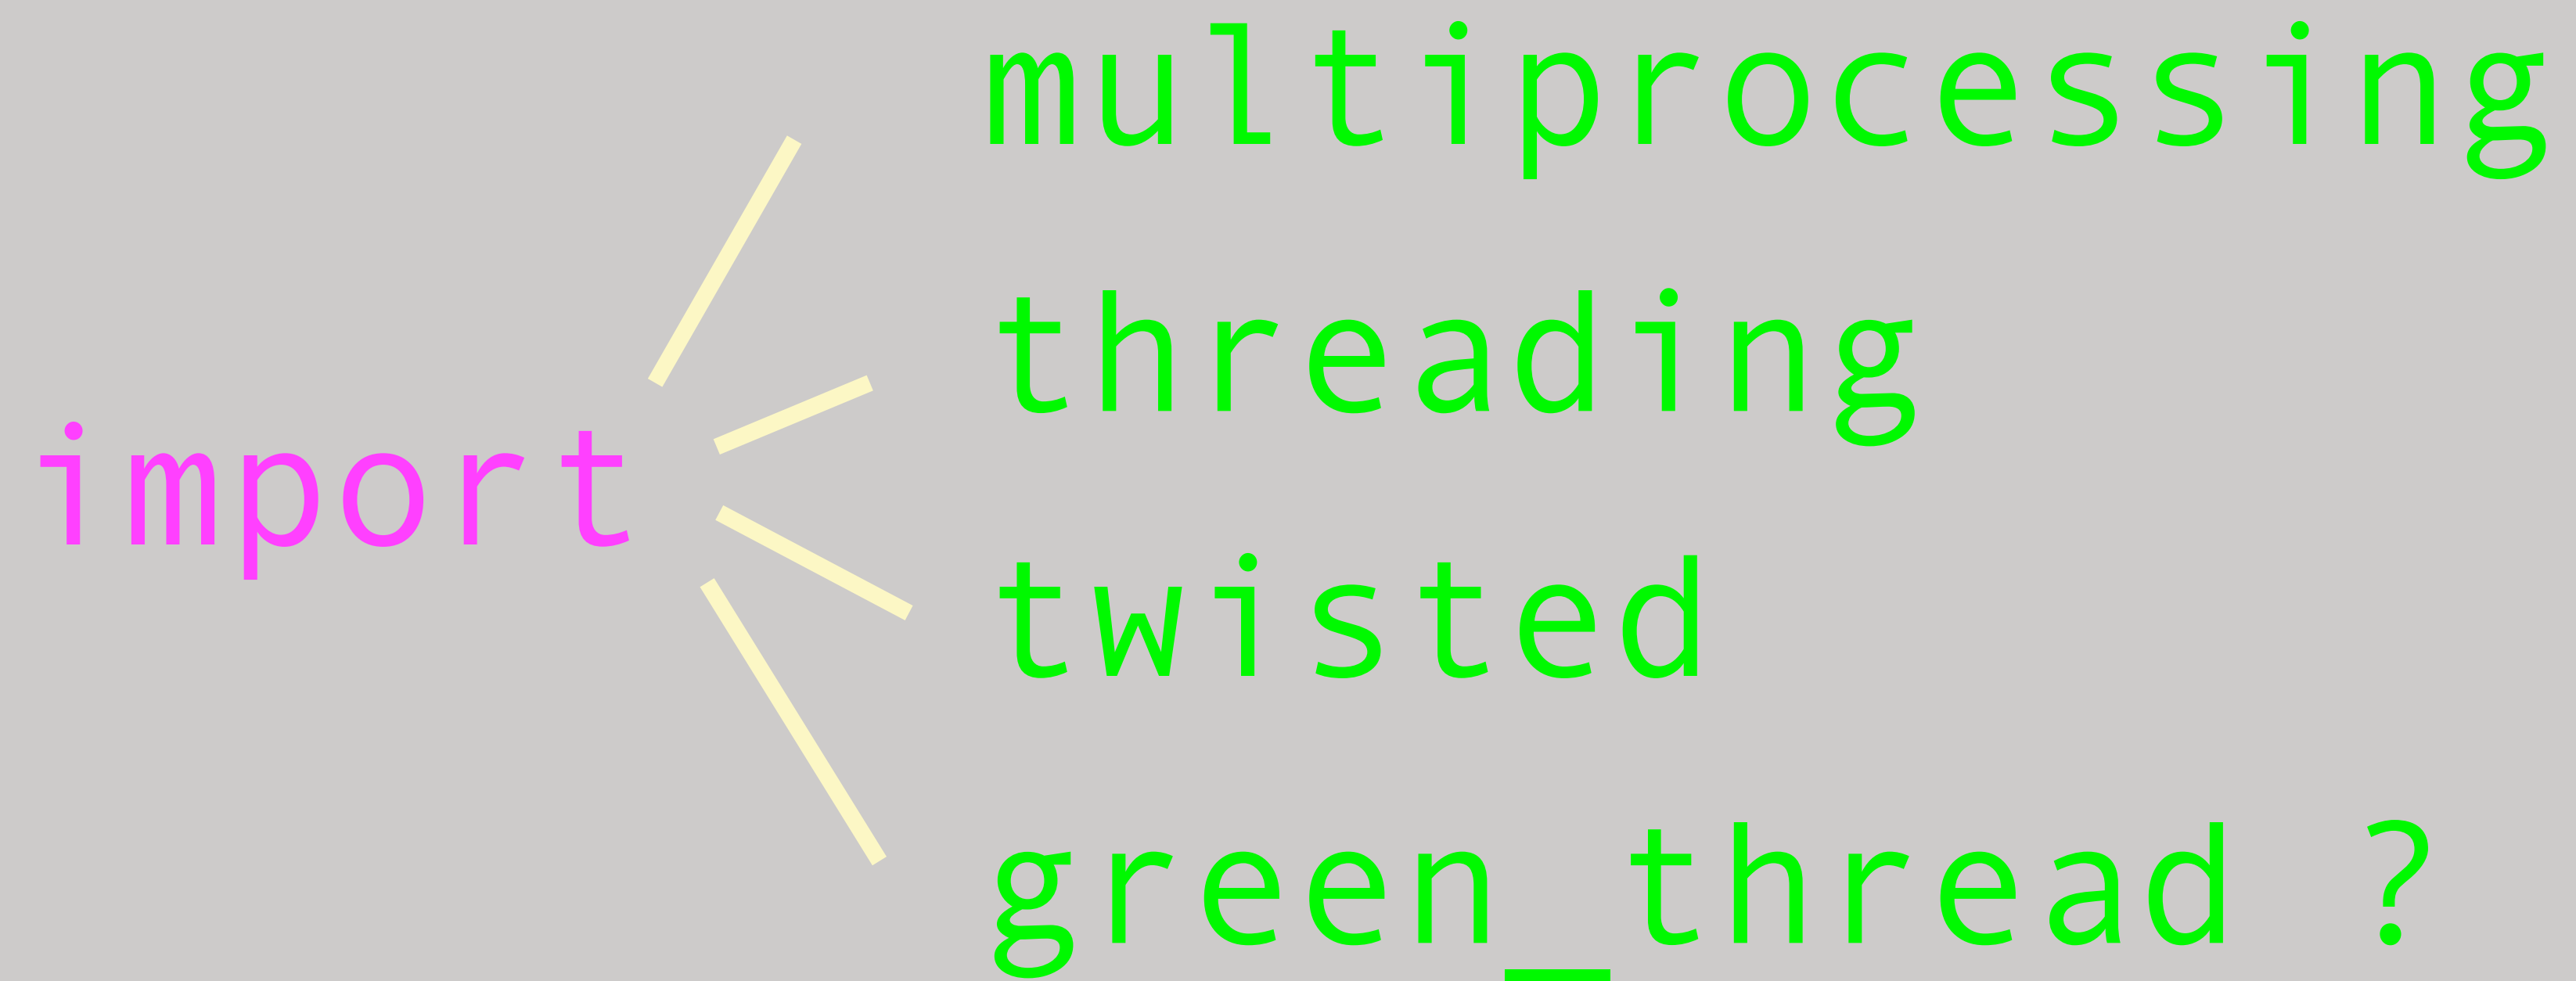 multiprocessing
threading
import
twisted
green_thread ?